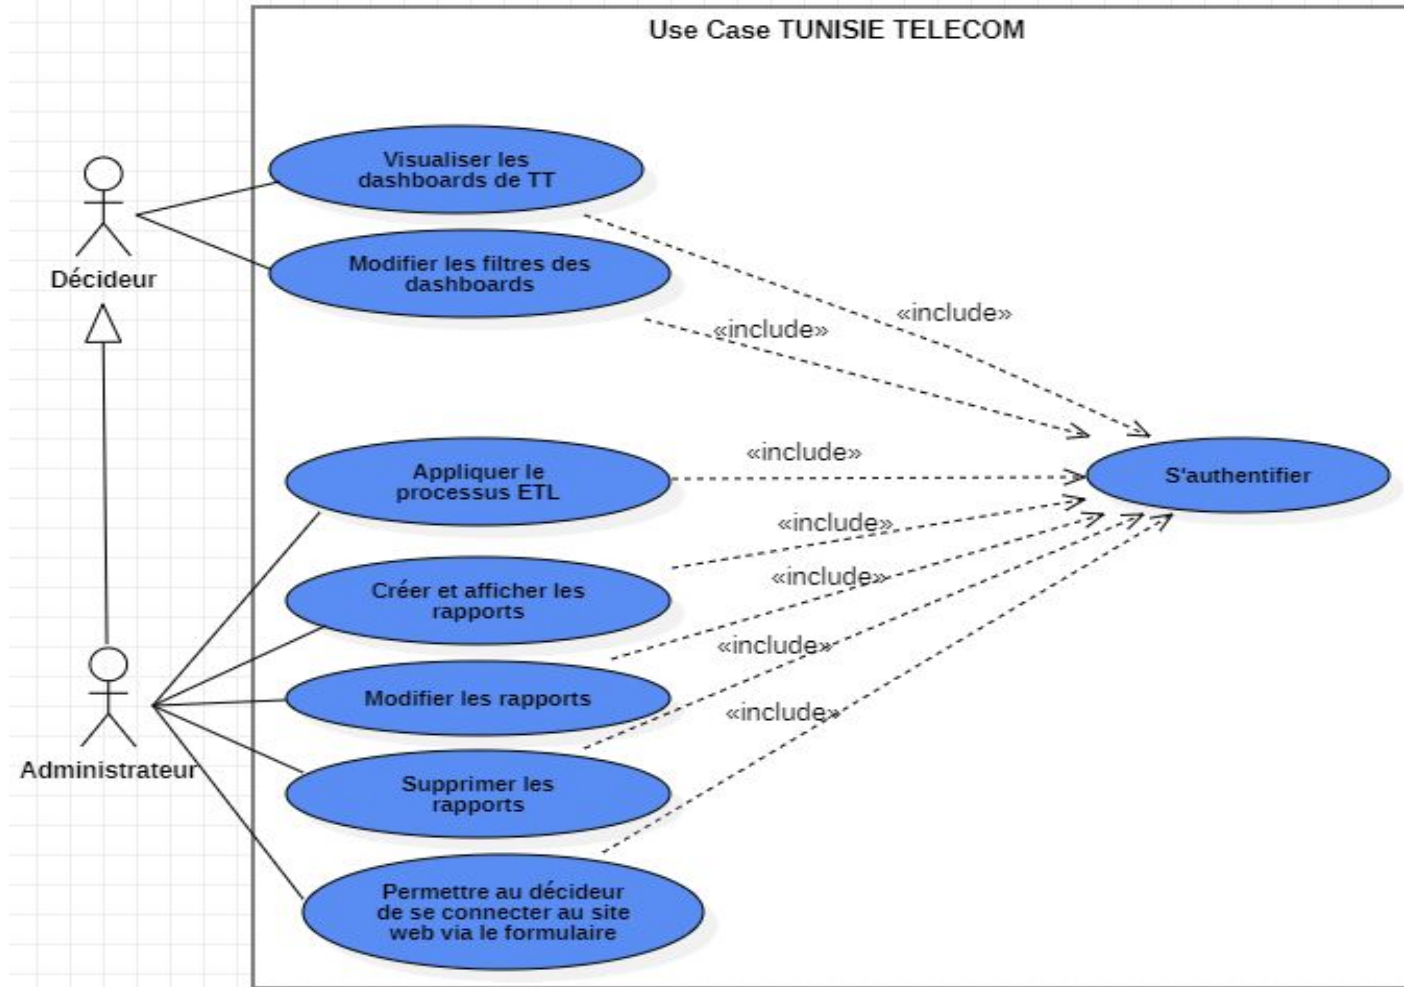 Use Case TUNISIE TELECOM
Visualiser les
dashboards de TT
Décideur
Modifier les filtres des
dashboards
«include»
«include»
Appliquer le
processus ETL
«include»
S'authentifier
«include»
Créer et afficher les
rapports
«include»
«include»
Modifier les rapports
«include»
Administrateur
Supprimer les
rapports
Permettre au décideur
de se connecter au site
web via le formulaire